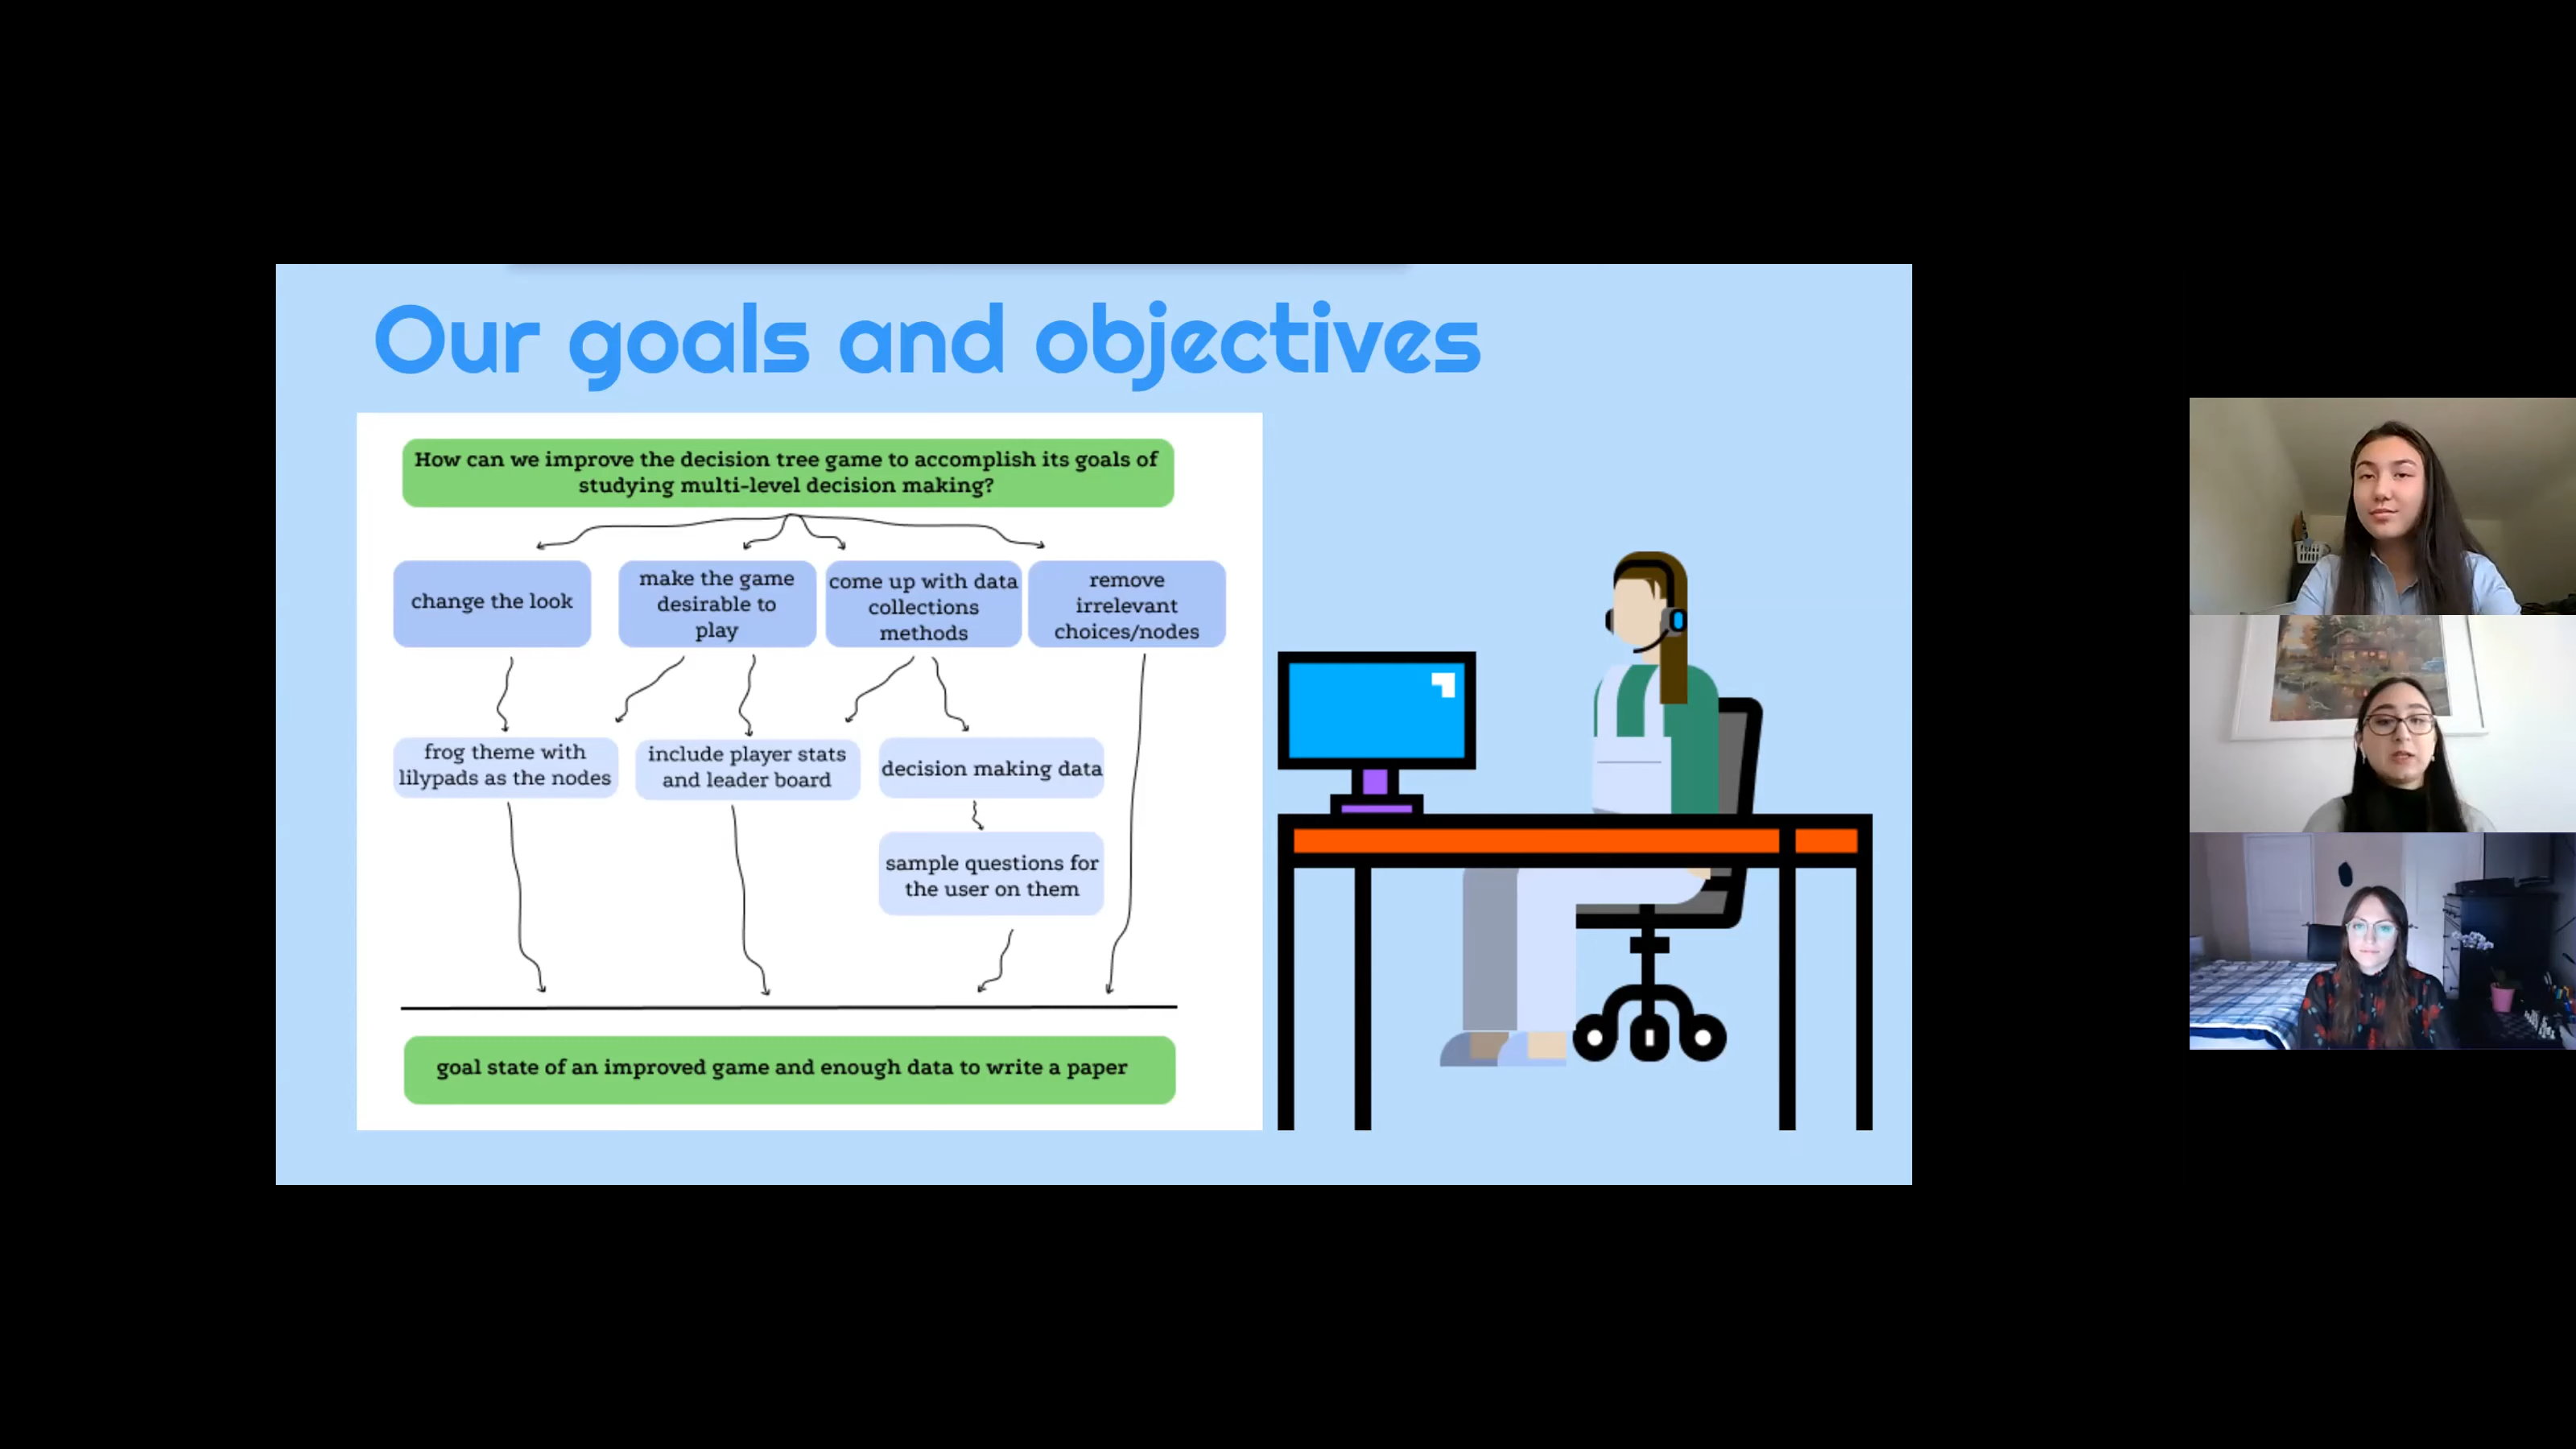 Our goals and objectives
How can we improve the decision tree game to accomplish its goals of
studying multi-level decision making?
change the look
make the game
desirable to
play
come up with data
collections
methods
remove
irrelevant
choices/nodes
frog theme with
lilypads as the nodes
include player stats
and leader board
decision making data
sample questions for
the user on them
goal state of an improved game and enough data to write a paper